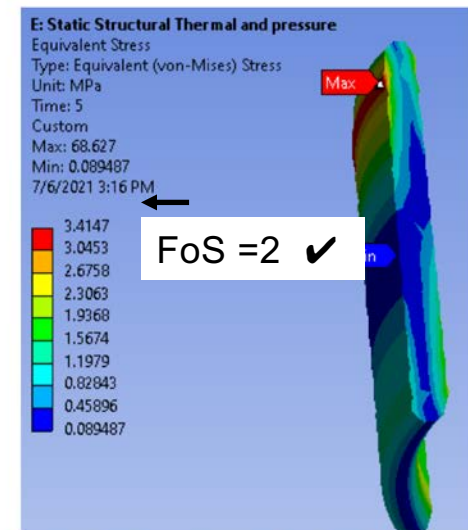 E: Static Structural Thermal and pressure
Equivalent Stress
Type: Equivalent (von-Mises) Stress
Unit: MPa
Time: 5
Custom
Max: 68.627
Min: 0.089487
7/6/2021 3:16 PM
Max
FoS =2 ✔
in
3.4147
3.0453
2.6758
2.3063
1.9368
1.5674
1.1979
0.82843
0.45896
0.089487